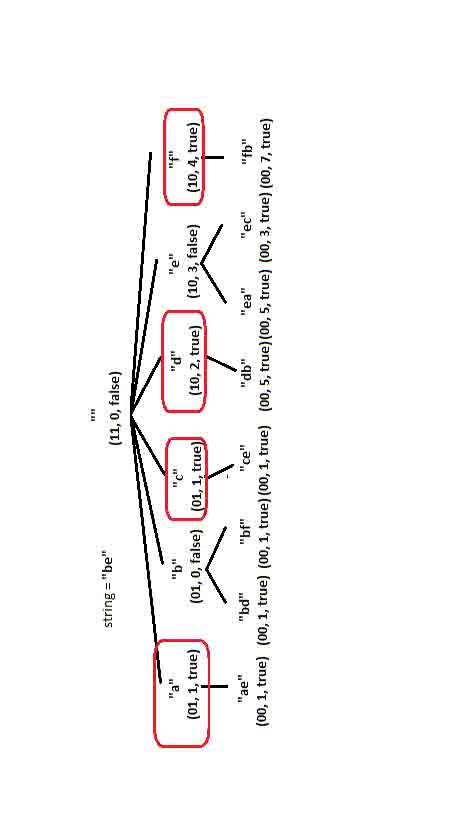 ""
string = "be" (11, 0, false)
"a" "b" "c" "d" "e" "f"
(01, 1, true) (01, 0, false) (01, 1, true) (10, 2, true) (10, 3, false) (10, 4, true)
"ae" "bd" "bf" "ce" "db" "ea" "ec" "fb"
(00, 1, true) (00, 1, true) (00, 1, true) (00, 1, true) (00, 5, true) (00, 5, true) (00, 3, true) (00, 7, true)